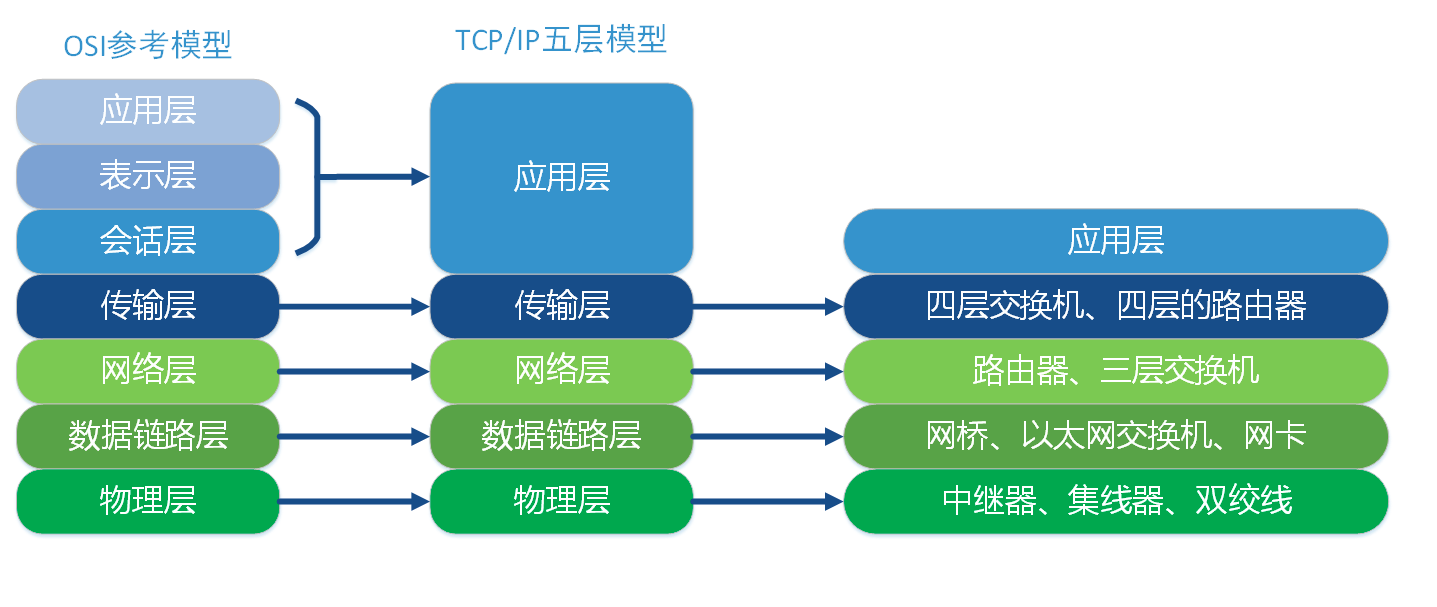 OSI参考模型
应用层
表示层
会话层
传输层
网络层
数据链路层
物理层
TCP/IP五层模型
应用层
传输层
网络层
数据链路层
物理层
应用层
四层交换机、四层的路由器
路由器、三层交换机
网桥、以太网交换机、网卡
中继器、集线器、双绞线